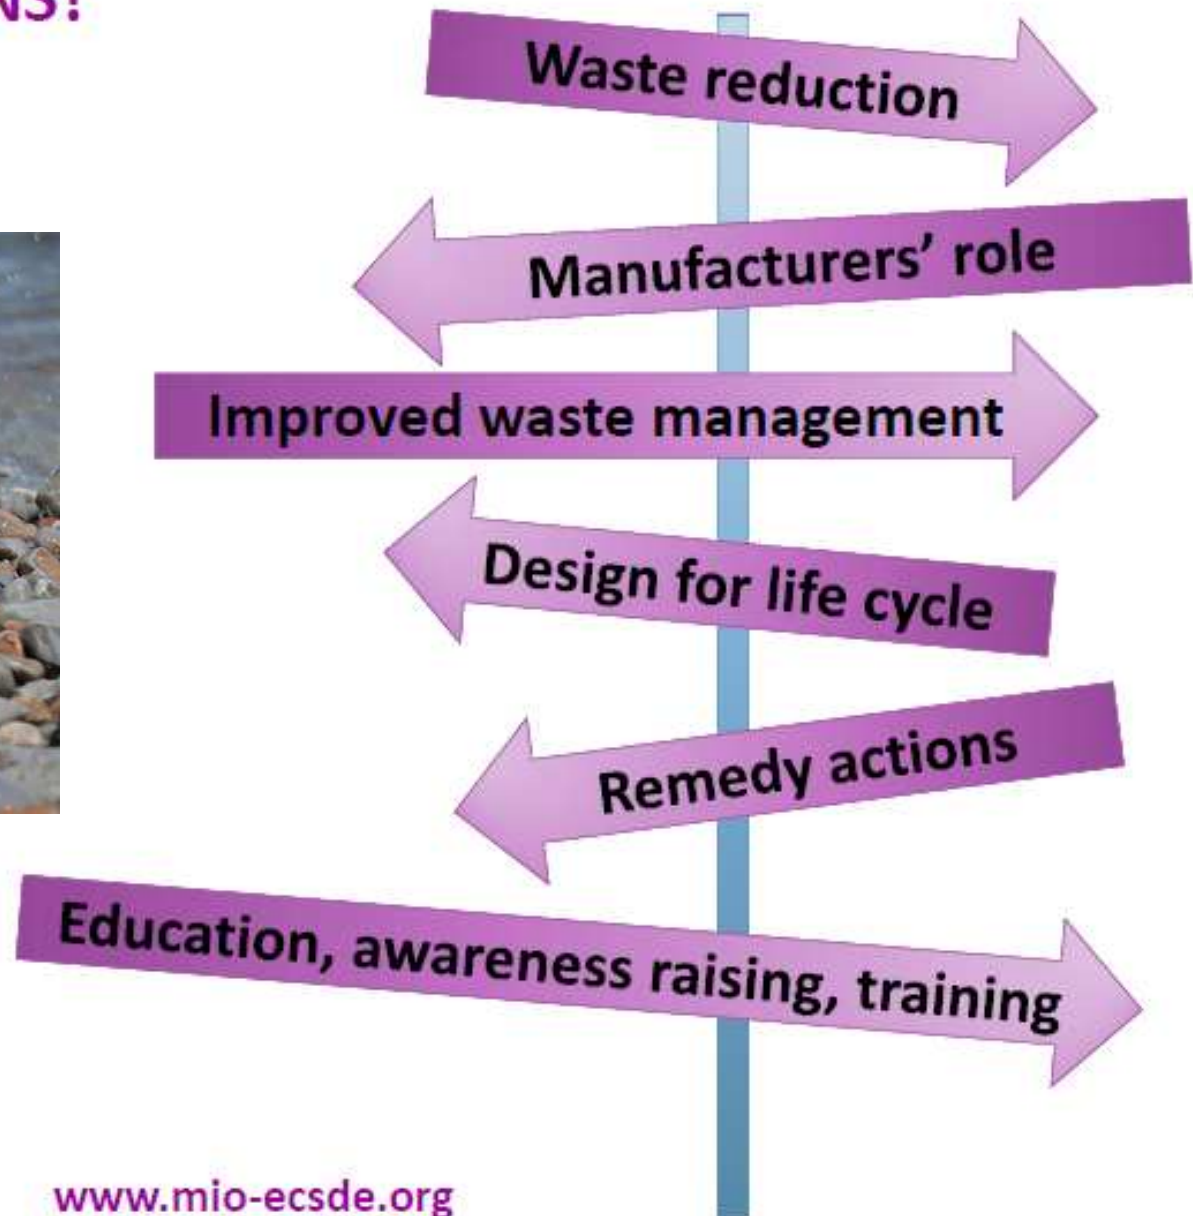 Waste reduction
Manufacturers’ role
Improved waste management
Design for life cycle
Remedy actions
Education, awareness raising, training
www.mio-ecsde.org